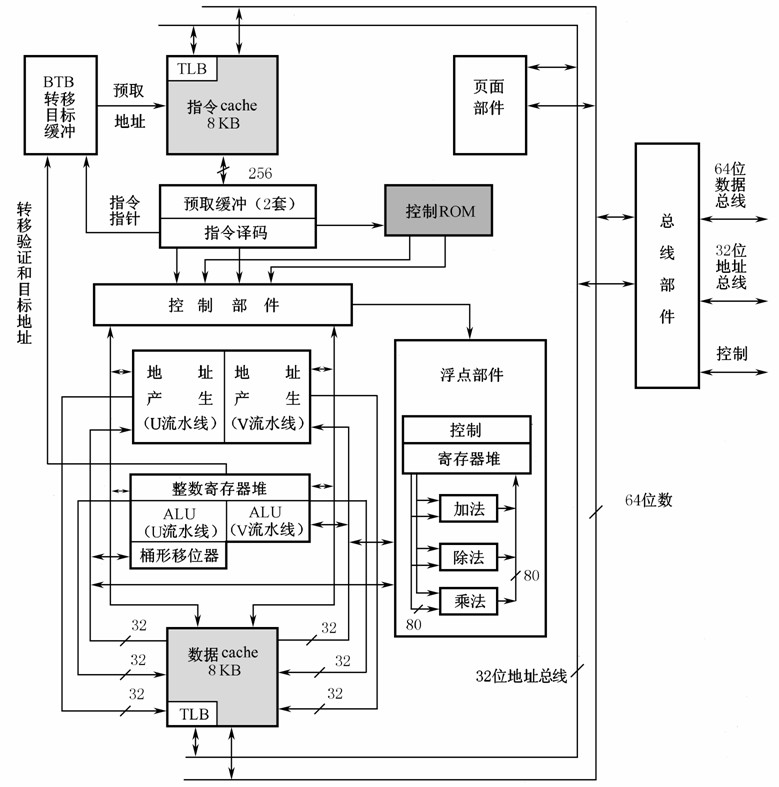 TLB
指令cache
8 KB
BTB
转移
目标
缓冲
预取
地址
页面
部件
256
预取缓冲（2套）
指令译码
指令
指针
控制ROM
转移验证和目标地址
控 制 部 件
总线部件
64位
数据
总线
32位
地址
总线
控制
地 址
产 生
(U流水线)
地 址
产 生
(V流水线)
浮点部件
控制
寄存器堆
加法
除法
乘法
80
80
整数寄存器堆
ALU
(U流水线)
ALU
(V流水线)
桶形移位器
64位数
32
32
32
32
32
32
数据cache
8 KB
TLB
32位地址总线